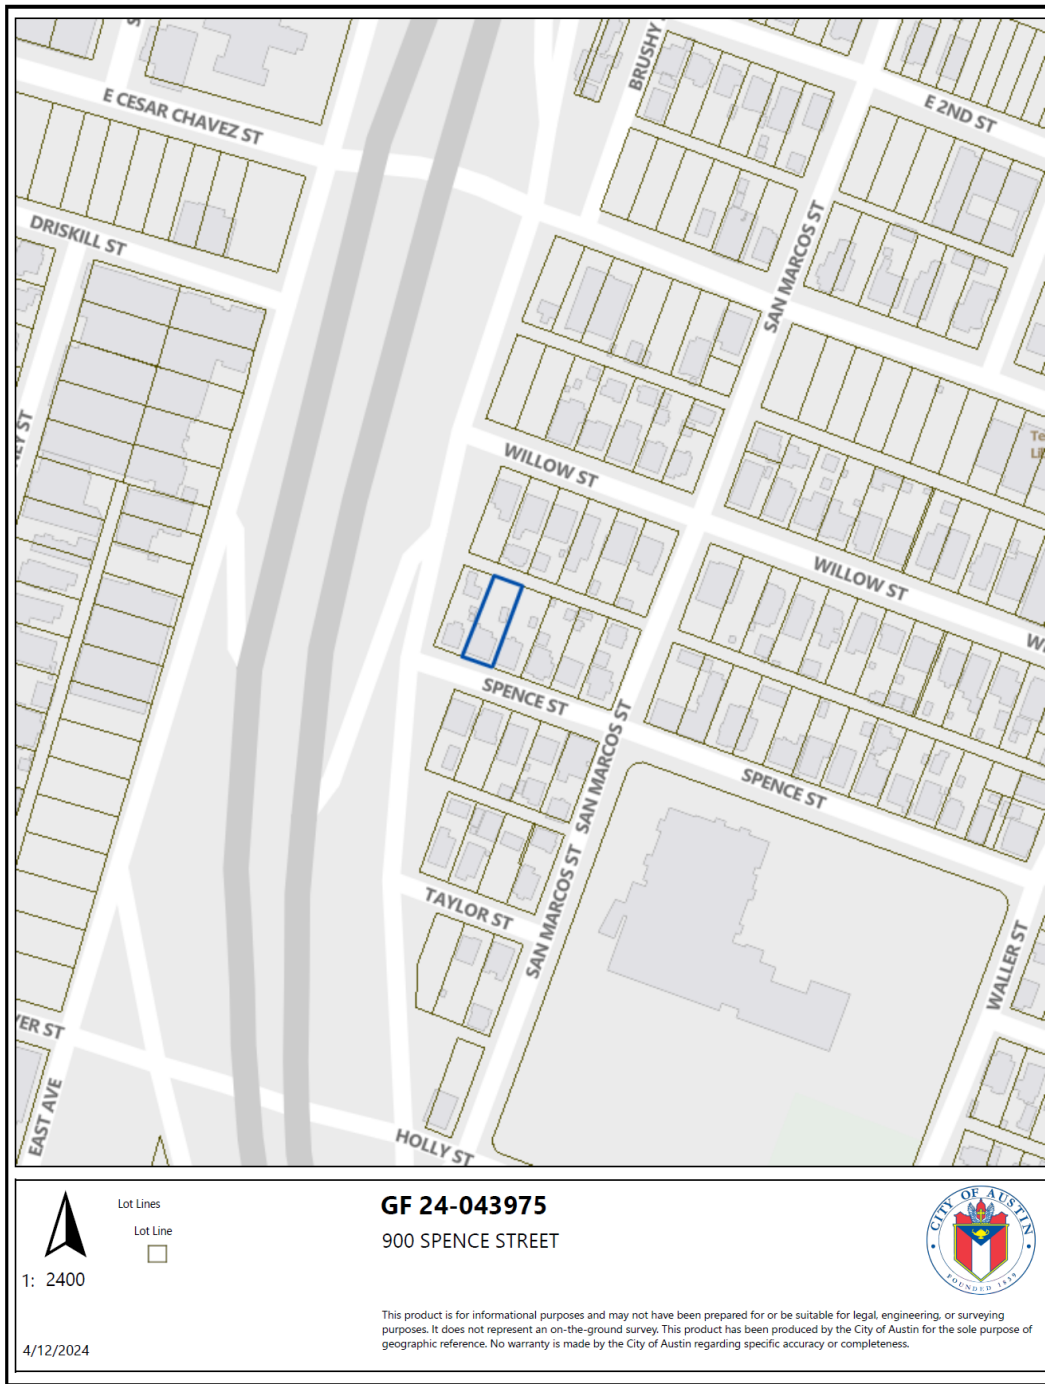 BRUSHY
E 2ND ST
E CESAR CHAVEZ ST
DRISKILL ST
SAN MARCOS ST
WILLOW ST
WILLOW ST
SPENCE ST
SAN MARCOS ST
SPENCE ST
SAN MARCOS ST
TAYLOR ST
WALLER ST
VER ST
EAST AVE
HOLLY ST
Lot Lines
Lot Line
1: 2400
4/12/2024
GF 24-043975
900 SPENCE STREET
This product is for informational purposes and may not have been prepared for or be suitable for legal, engineering, or surveying
purposes. It does not represent an on-the-ground survey. This product has been produced by the City of Austin for the sole purpose of
geographic reference. No warranty is made by the City of Austin regarding specific accuracy or completeness.
CITY OF AUSTIN
FOUNDED 1839